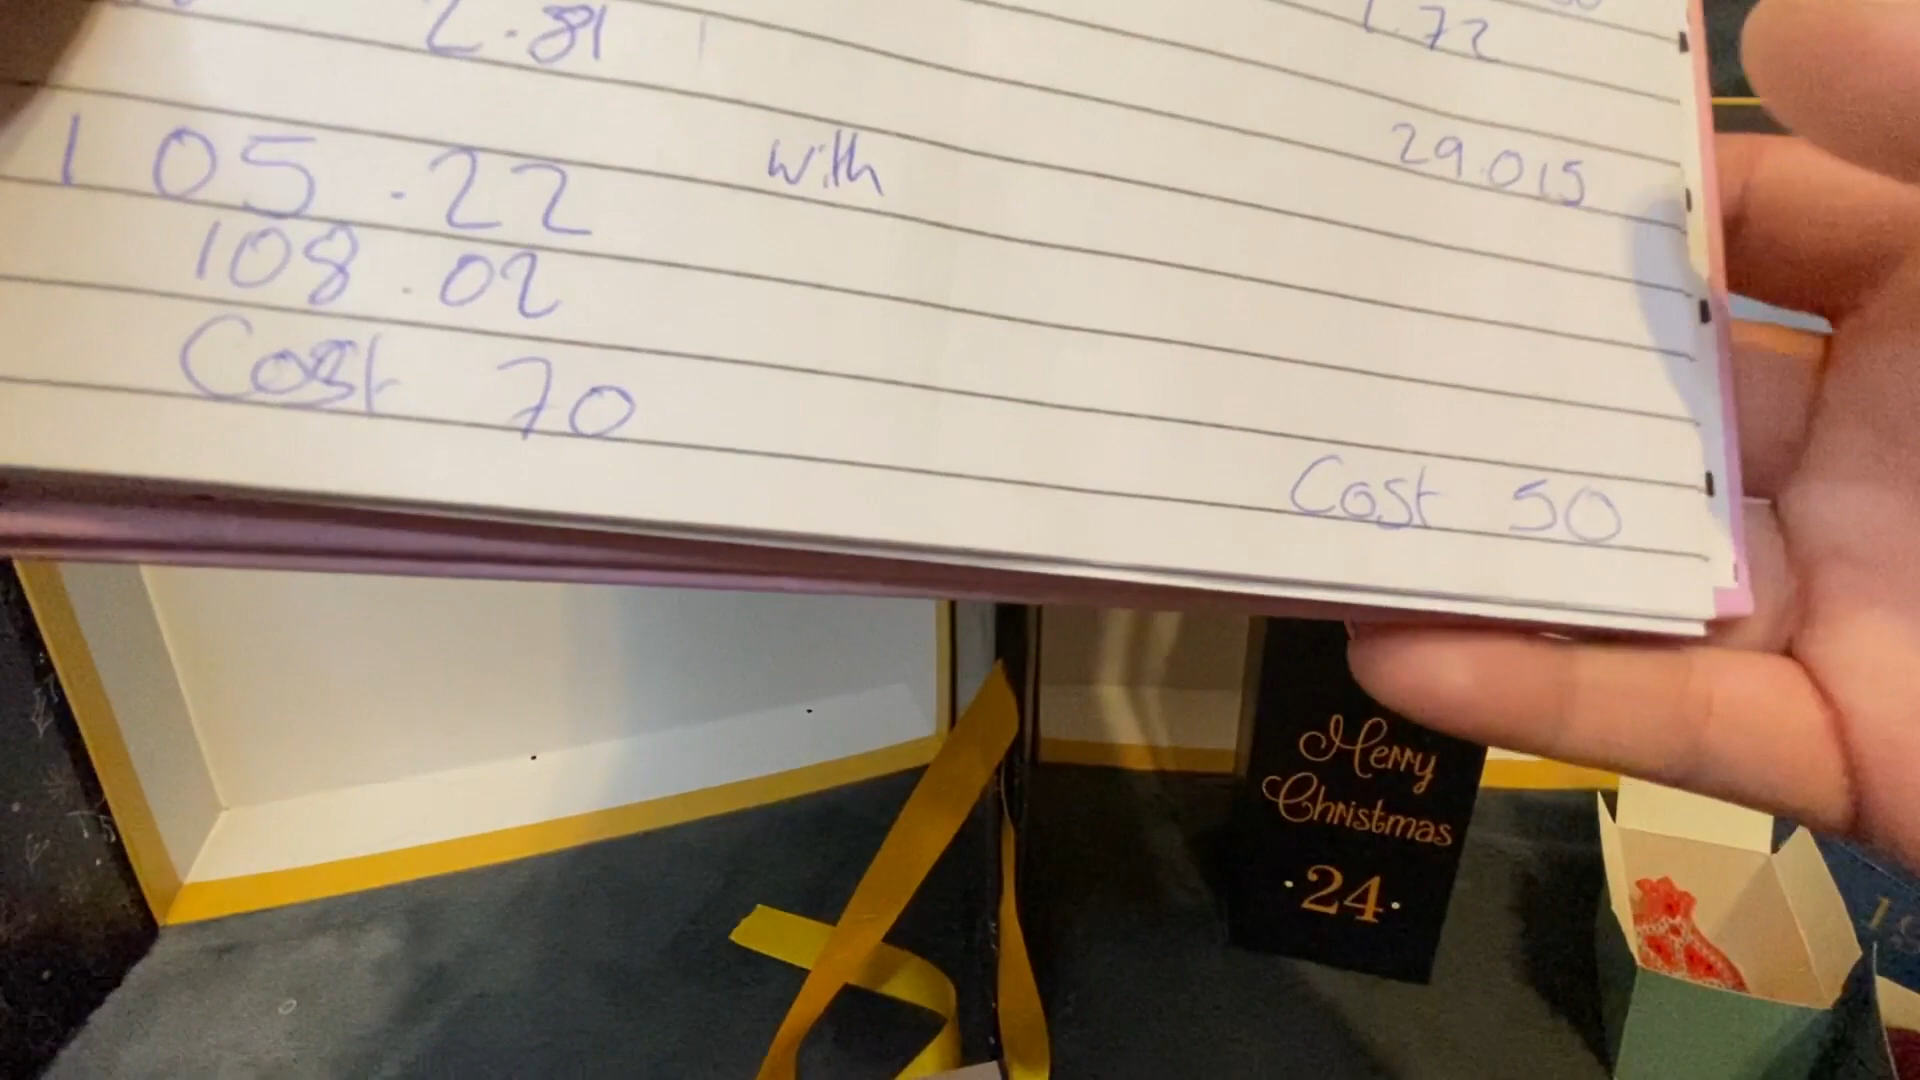 2.81
1.72
105.22 with
29.015
108.02
Cost 70
Cost 50
Merry
Christmas
.24.